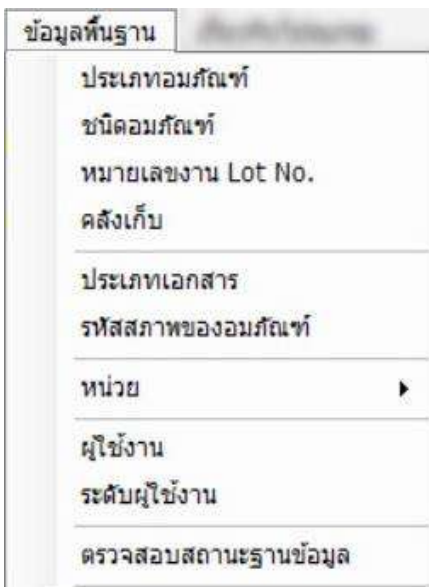 ข้อมูลพื้นฐาน
ประเภทอมภัณฑ์
ชนิดอมภัณฑ์
หมายเลขงาน Lot No.
คลังเก็บ
ประเภทเอกสาร
รหัสสภาพของอมภัณฑ์
หน่วย
ผู้ใช้งาน
ระดับผู้ใช้งาน
ตรวจสอบสถานะฐานข้อมูล